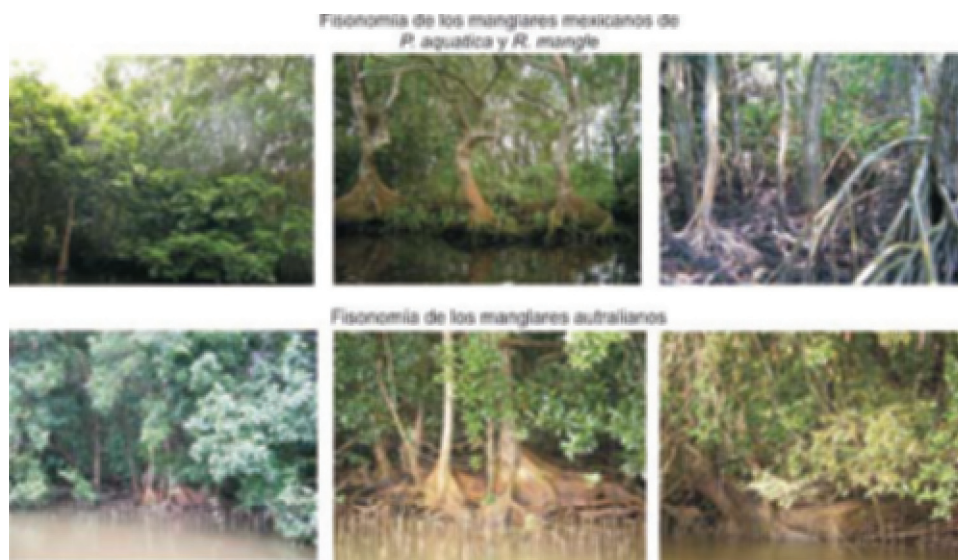 Fisonomía de los manglares mexicanos de
P. aquatica y R. mangle
Fisonomía de los manglares autralianos